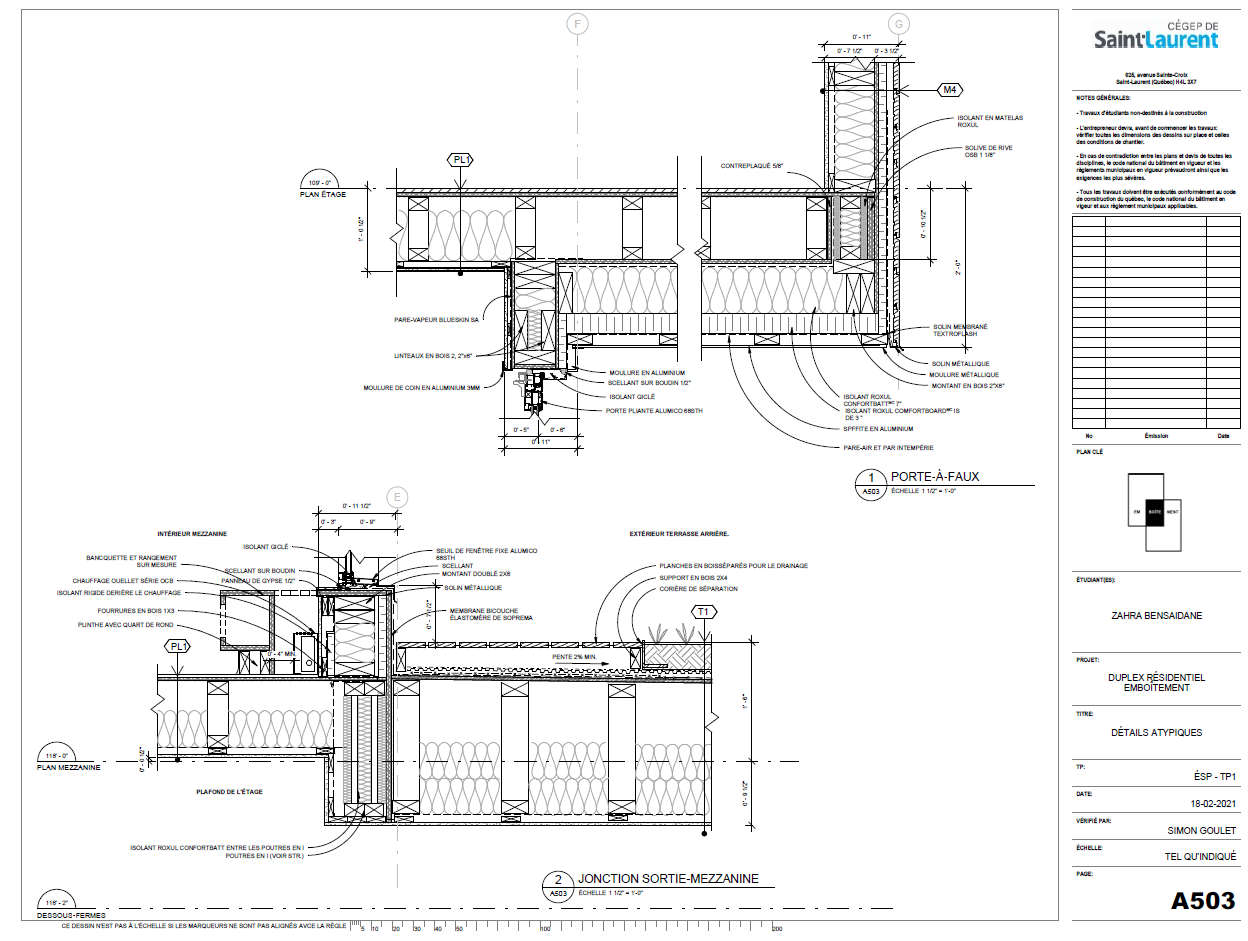 F
G
0' - 11"
0' - 7 1/2"
0' - 3 1/2"
M4
ISOLANT EN MATELAS
ROXUL
SOLIVE DE RIVE
OSB 1 1/8"
CONTREPLAQUÉ 5/8"
PL1
109' - 0"
PLAN ÉTAGE
1' - 0 1/2"
0' - 10 1/2"
2' - 0"
PARE-VAPEUR BLUESKIN SA
LINTEAUX EN BOIS 2, 2"x6"
MOULURE DE COIN EN ALUMINIUM 3MM
MOULURE EN ALUMINIUM
SCELLANT SUR BOUDIN 1/2"
ISOLANT GICLÉ
PORTE PLIANTE ALUMICO 68STH
0' - 5"
0' - 6"
0' - 11"
SOLIN MEMBRANÉ
TEXTROFLASH
SOLIN MÉTALLIQUE
MOULURE MÉTALLIQUE
MONTANT EN BOIS 2"X6"
ISOLANT ROXUL
CONFORTBATT 7"
ISOLANT ROXUL COMFORTBOARD IS
DE 3 "
SPFFITE EN ALUMINIUM
PARE-AIR ET PAR INTEMPÉRIE
1
A503
PORTE-À-FAUX
ÉCHELLE 1 1/2" = 1'-0"
E
0' - 11 1/2"
0' - 3"
0' - 9"
INTÉRIEUR MEZZANINE
EXTÉRIEUR TERRASSE ARRIÈRE.
ISOLANT GICLÉ
BANCQUETTE ET RANGEMENT
SUR MESURE
SCELLANT SUR BOUDIN
CHAUFFAGE OUELLET SÉRIE OCB
PANNEAU DE GYPSE 1/2"
ISOLANT RIGIDE DERIÈRE LE CHAUFFAGE
FOURRURES EN BOIS 1X3
PLINTHE AVEC QUART DE ROND
SEUIL DE FENÊTRE FIXE ALUMICO
68STH
SCELLANT
MONTANT DOUBLÉ 2X6
SOLIN MÉTALLIQUE
MEMBRANE BICOUCHE
ÉLASTOMÈRE DE SOPREMA
0' - 7 1/2"
PLANCHES EN BOISSÉPARÉS POUR LE DRAINAGE
SUPPORT EN BOIS 2X4
CORIÈRE DE SÉPARATION
T1
PL1
0' - 4" MIN.
PENTE 2% MIN.
1' - 6"
0' - 9 1/2"
0' - 0 1/2"
118' - 0"
PLAN MEZZANINE
PLAFOND DE L'ÉTAGE
ISOLANT ROXUL CONFORTBATT ENTRE LES POUTRES EN I
POUTRES EN I (VOIR STR.)
2
A503
JONCTION SORTIE-MEZZANINE
ÉCHELLE 1 1/2" = 1'-0"
118' - 2"
DESSOUS-FERMES
CE DESSIN N'EST PAS À L'ÉCHELLE SI LES MARQUEURS NE SONT PAS ALIGNÉS AVCE LA RÈGLE
5 10 20 30 40 50 100 200
CÉGEP DE
Saint-Laurent
625, avenue Sainte-Croix
Saint-Laurent (Québec) H4L 3X7
NOTES GÉNÉRALES:
- Travaux d'étudiants non-destinés à la construction
- L'entrepreneur devra, avant de commencer les travaux:
vérifier toutes les dimensions des dessins sur place et celles
des conditions de chantier.
- En cas de contradiction entre les plans et devis de toutes les
disciplines, le code national du bâtiment en vigueur et les
règlements municipaux en vigueur prévaudront ainsi que les
exigences les plus sévères.
- Tous les travaux doivent être exécutés conformément au code
de construction du québec, le code national du bâtiment en
vigeur et aux règlement municipaux applicables.
No Émission Date
PLAN CLÉ
EM BOÎTE MENT
ÉTUDIANT(ES):
ZAHRA BENSAIDANE
PROJET:
DUPLEX RÉSIDENTIEL
EMBOÎTEMENT
TITRE:
DÉTAILS ATYPIQUES
TP:
ÉSP - TP1
DATE:
18-02-2021
VÉRIFIÉ PAR:
SIMON GOULET
ÉCHELLE:
TEL QU'INDIQUÉ
PAGE:
A503